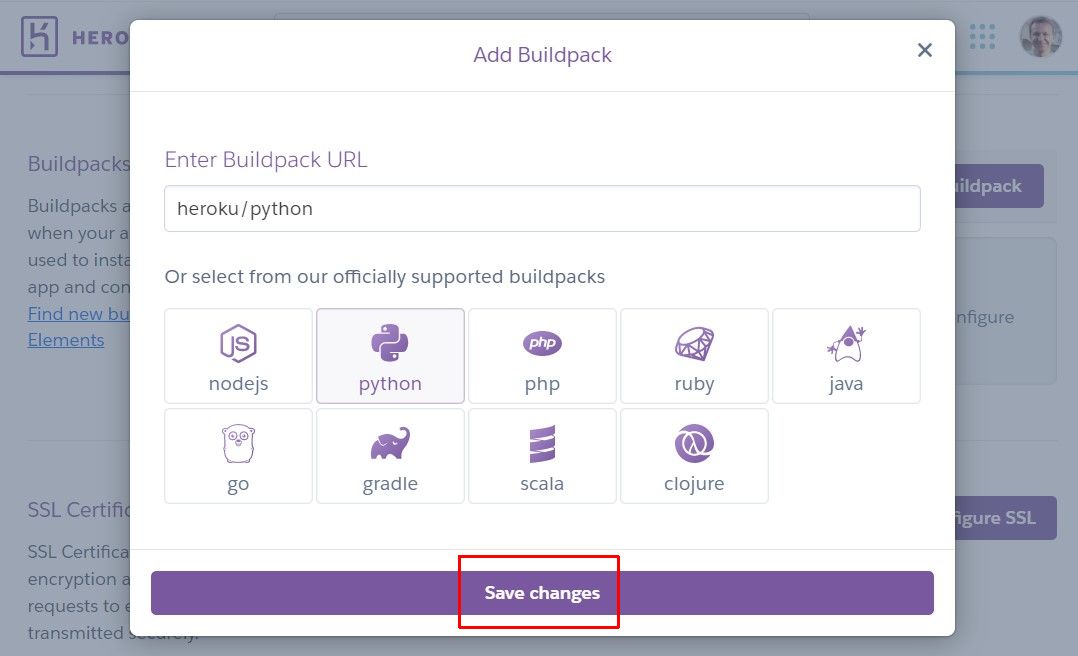 HERO
Add Buildpack
Buildpacks
Enter Buildpack URL
uildpack
Buildpacks a
heroku/python
when your a
used to insta
app and con
Or select from our officially supported buildpacks
Find new bu
nfigure
Elements
JS
php
nodejs
python
php
ruby
java
go
gradle
scala
clojure
SSL Certific
figure SSL
SSL Certifica
encryption a
Save changes
requests to e
transmitted securely.